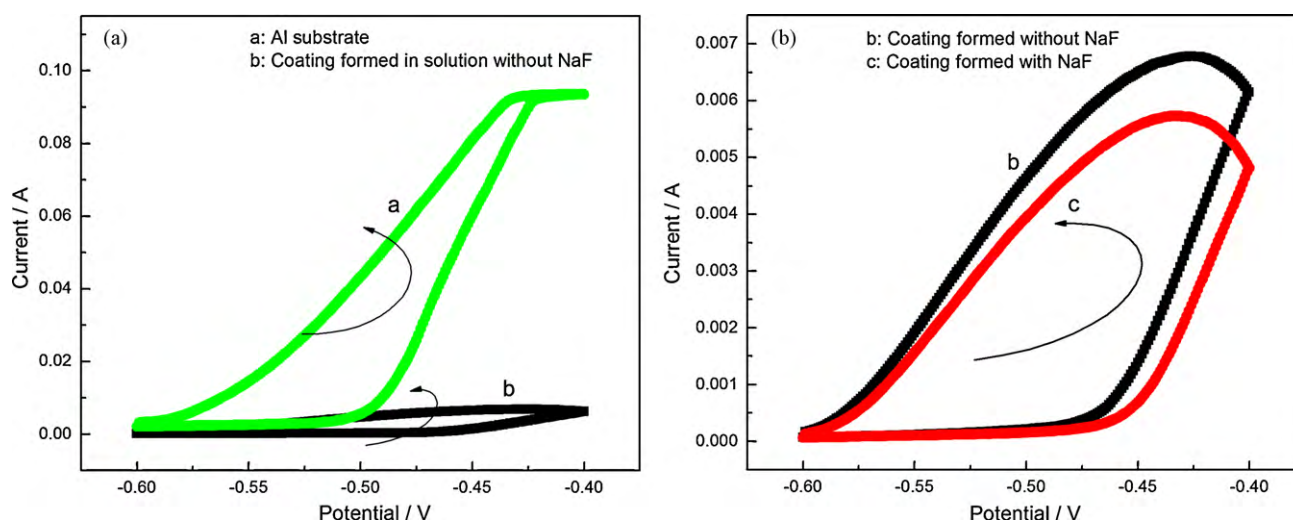 (a)
a: Al substrate
b: Coating formed in solution without NaF
0.10
0.08
0.06
0.04
0.02
0.00
Current / A
a
b
-0.60
-0.55
-0.50
-0.45
-0.40
Potential / V
(b)
b: Coating formed without NaF
c: Coating formed with NaF
0.007
0.006
0.005
0.004
0.003
0.002
0.001
0.000
Current / A
b
c
-0.60
-0.55
-0.50
-0.45
-0.40
Potential / V